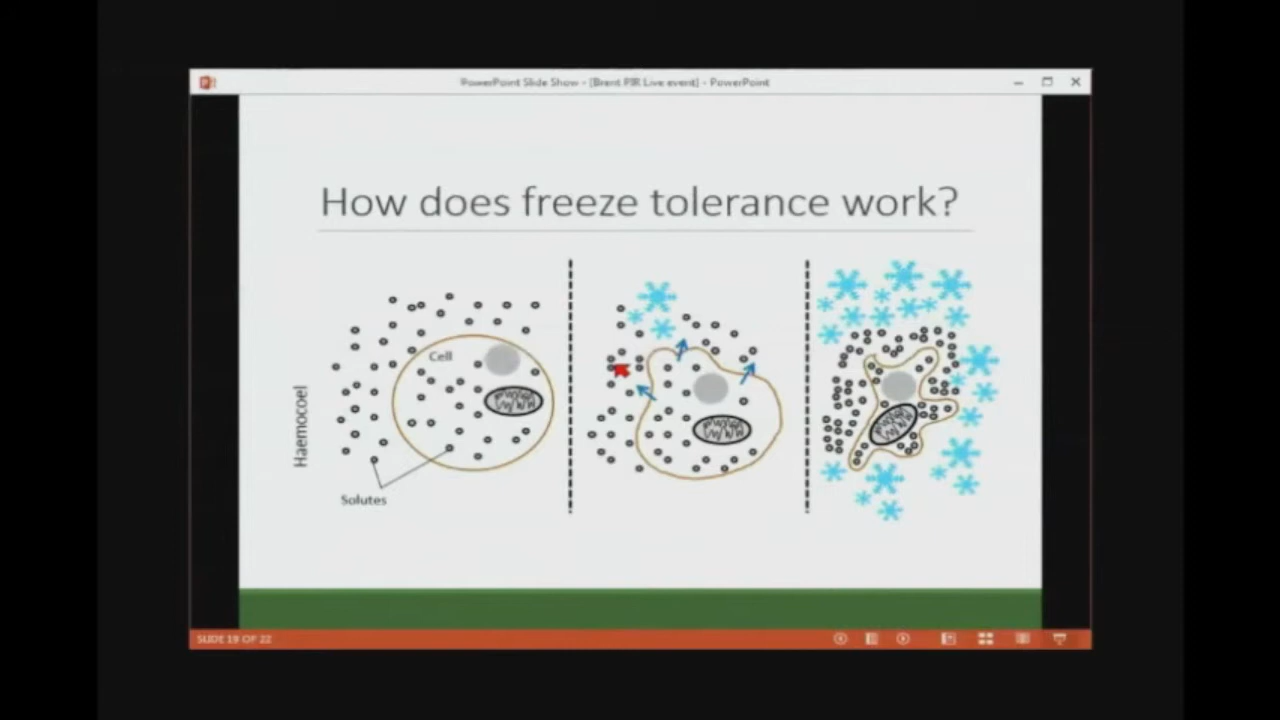 PowerPoint Slide Show - [Brent PJR Live event] - PowerPoint
How does freeze tolerance work?
Cell
Haemocoel
Solutes
SLIDE 19 OF 22